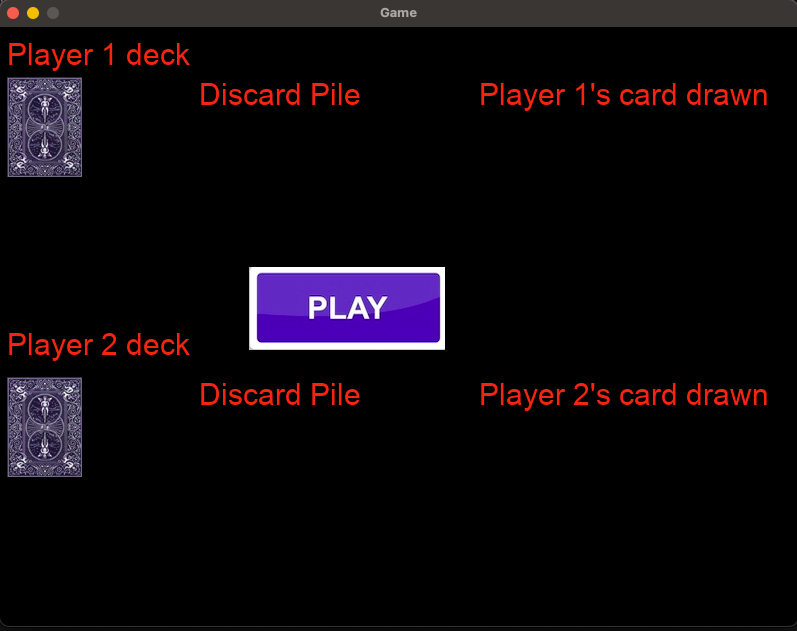 Game
Player 1 deck
Discard Pile
Player 1's card drawn
PLAY
Player 2 deck
Discard Pile
Player 2's card drawn